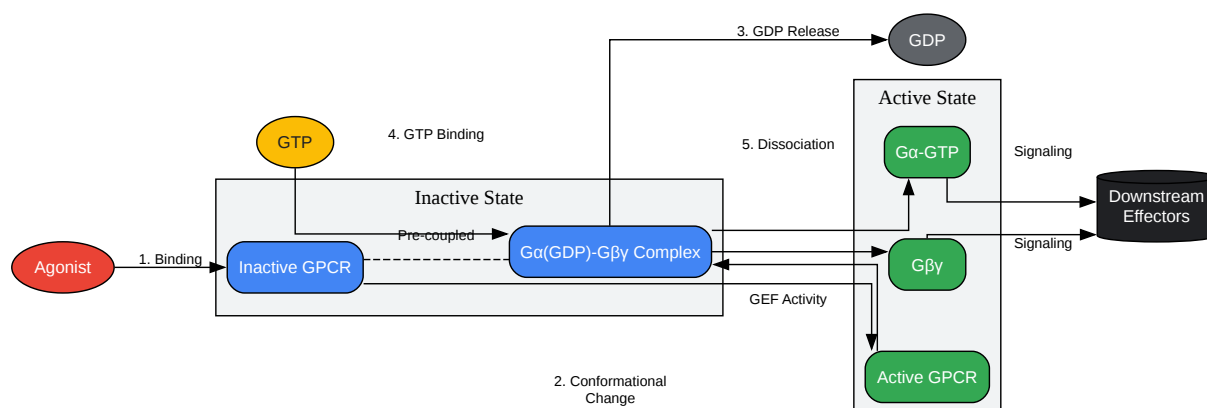 3. GDP Release
GDP
Active State
GTP
4. GTP Binding
5. Dissociation
Gα-GTP
Signaling
Inactive State
Downstream
Effectors
Pre-coupled
Agonist
1. Binding
Inactive GPCR
Gα(GDP)-Gβγ Complex
Gβγ
Signaling
GEF Activity
Active GPCR
2. Conformational
Change